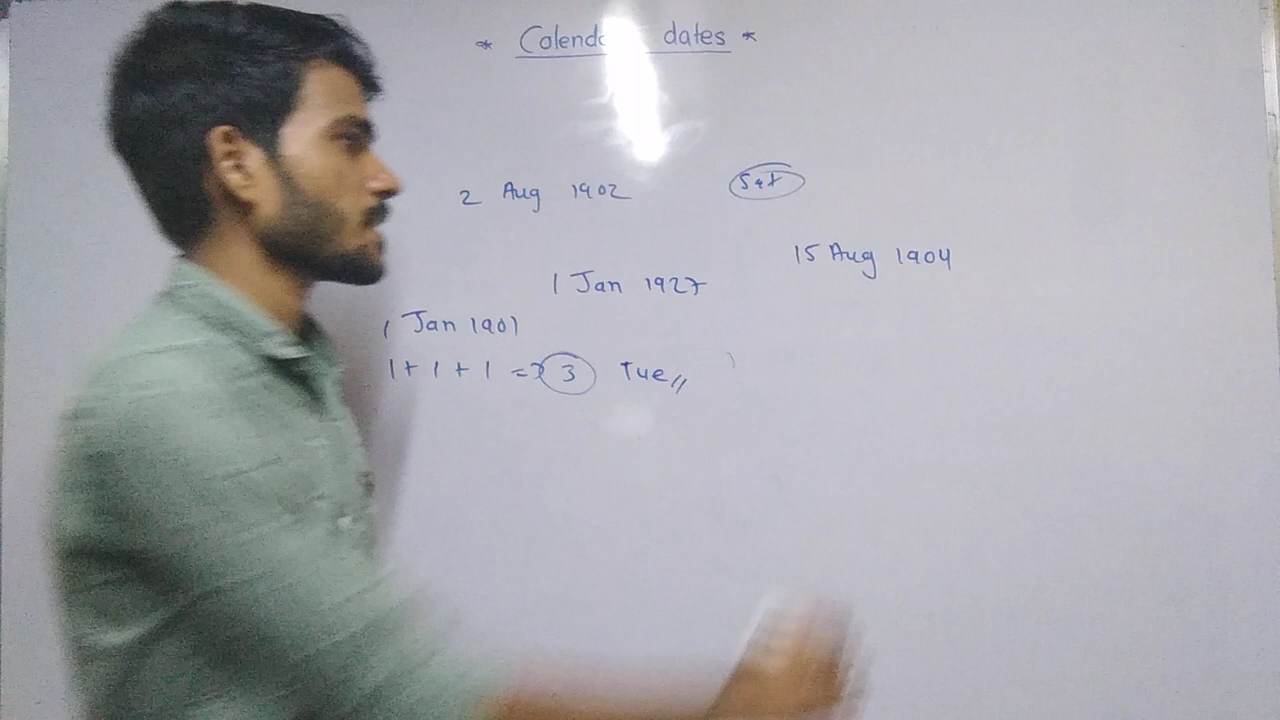 * Calend dates *
2 Aug 1902 Sat
15 Aug 1904
1 Jan 1927
1 Jan 1901
1 + 1 + 1 => 3 Tue,,